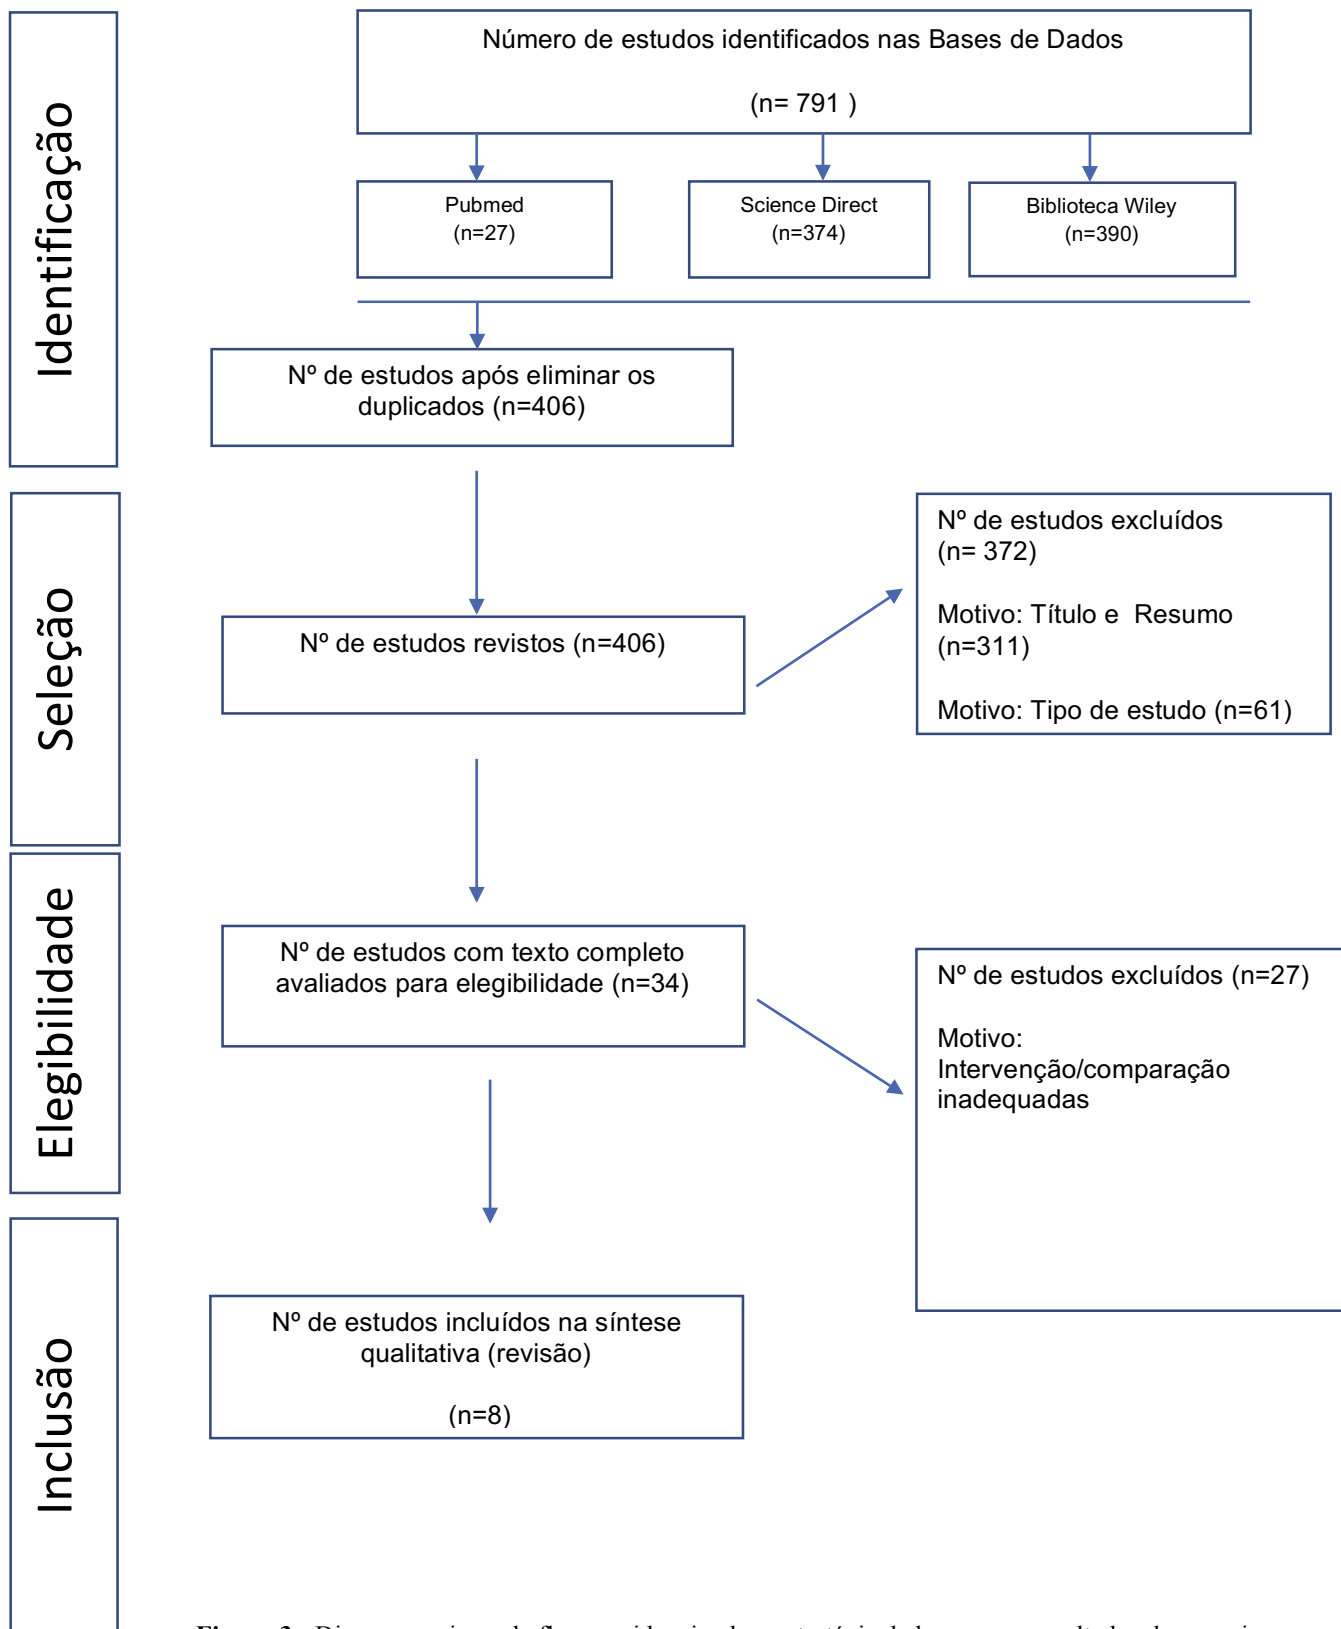 Identificação
Número de estudos identificados nas Bases de Dados
(n= 791 )
Pubmed
(n=27)
Science Direct
(n=374)
Biblioteca Wiley
(n=390)
Nº de estudos após eliminar os
duplicados (n=406)
Seleção
Nº de estudos revistos (n=406)
Nº de estudos excluídos
(n= 372)
Motivo: Título e Resumo
(n=311)
Motivo: Tipo de estudo (n=61)
Elegibilidade
Nº de estudos com texto completo
avaliados para elegibilidade (n=34)
Nº de estudos excluídos (n=27)
Motivo:
Intervenção/comparação
inadequadas
Inclusão
Nº de estudos incluídos na síntese
qualitativa (revisão)
(n=8)